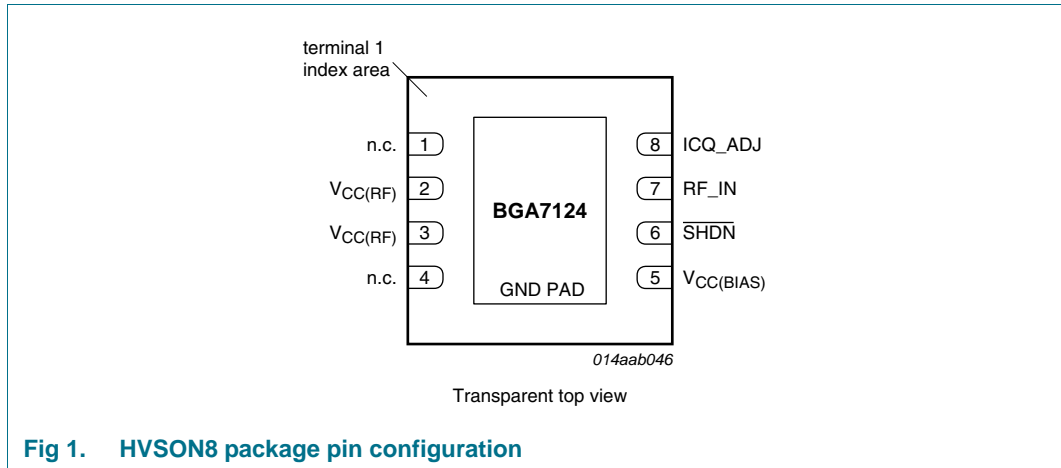 terminal 1
index area
n.c. 1
8 ICQ_ADJ
VCC(RF) 2
7 RF_IN
BGA7124
VCC(RF) 3
6 SHDN
n.c. 4
5 VCC(BIAS)
GND PAD
014aab046
Transparent top view
Fig 1. HVSON8 package pin configuration